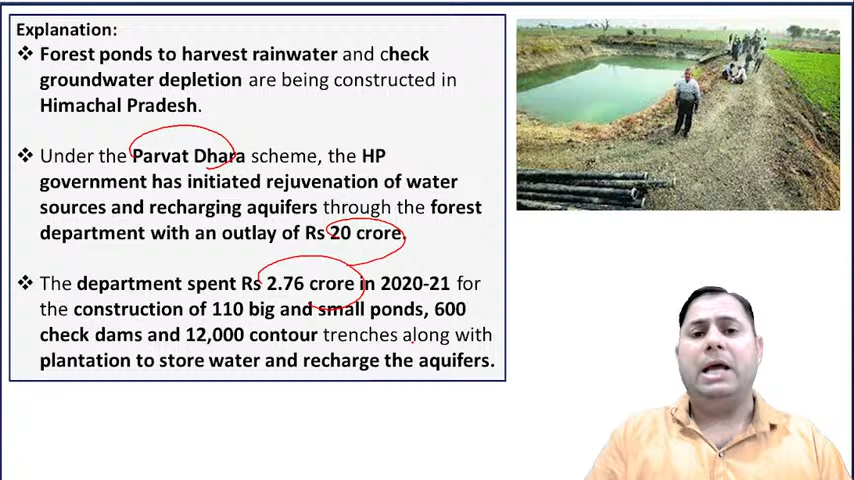 Explanation:
❖ Forest ponds to harvest rainwater and check
groundwater depletion are being constructed in
Himachal Pradesh.
❖ Under the Parvat Dhara scheme, the HP
government has initiated rejuvenation of water
sources and recharging aquifers through the forest
department with an outlay of Rs 20 crore.
❖ The department spent Rs 2.76 crore in 2020-21 for
the construction of 110 big and small ponds, 600
check dams and 12,000 contour trenches along with
plantation to store water and recharge the aquifers.